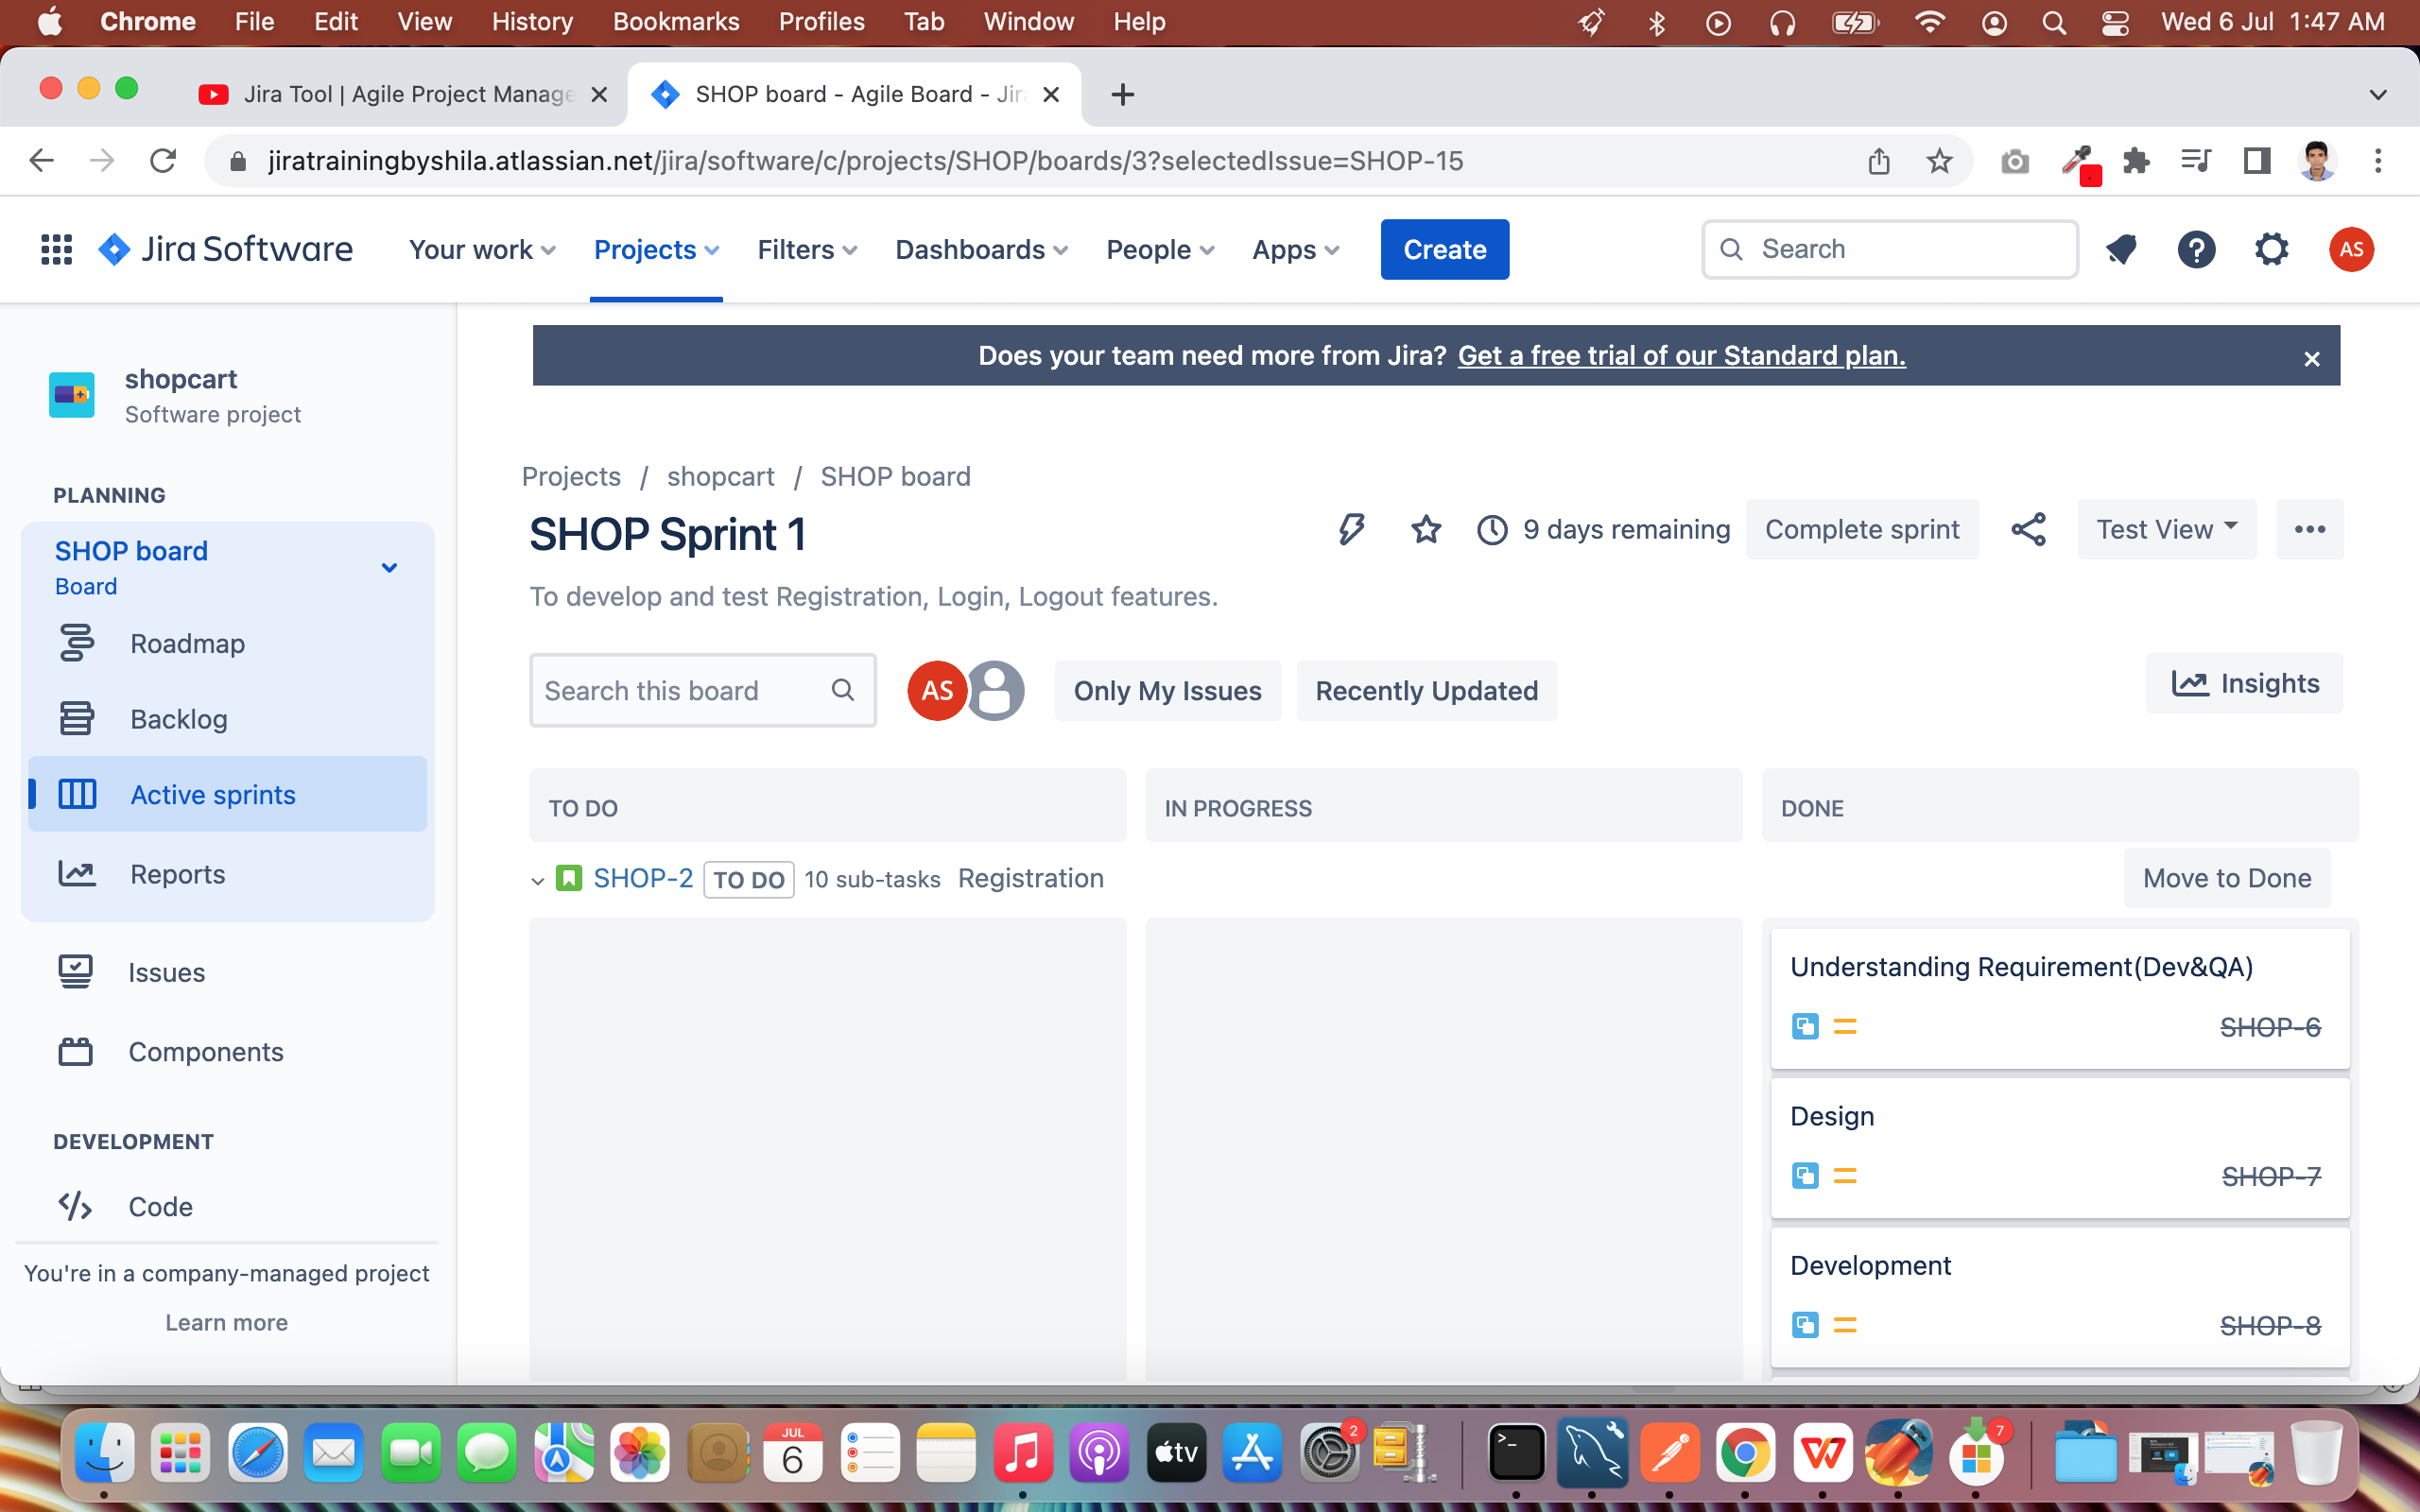 Chrome File Edit View History Bookmarks Profiles Tab Window Help Wed 6 Jul 1:47 AM
Jira Tool | Agile Project Manage SHOP board - Agile Board - Jir
jiratrainingbyshila.atlassian.net/jira/software/c/projects/SHOP/boards/3?selectedIssue=SHOP-15
Jira Software Your work Projects Filters Dashboards People Apps Create Search ? AS
Does your team need more from Jira? Get a free trial of our Standard plan.
shopcart
Software project
PLANNING
SHOP board
Board
Roadmap
Backlog
Active sprints
Reports
Issues
Components
DEVELOPMENT
Code
You're in a company-managed project
Learn more
Projects / shopcart / SHOP board
SHOP Sprint 1
9 days remaining Complete sprint Test View
To develop and test Registration, Login, Logout features.
Search this board AS Only My Issues Recently Updated Insights
TO DO IN PROGRESS DONE
SHOP-2 TO DO 10 sub-tasks Registration Move to Done
Understanding Requirement(Dev&QA)
SHOP-6
Design
SHOP-7
Development
SHOP-8
JUL
6
tv
2
7